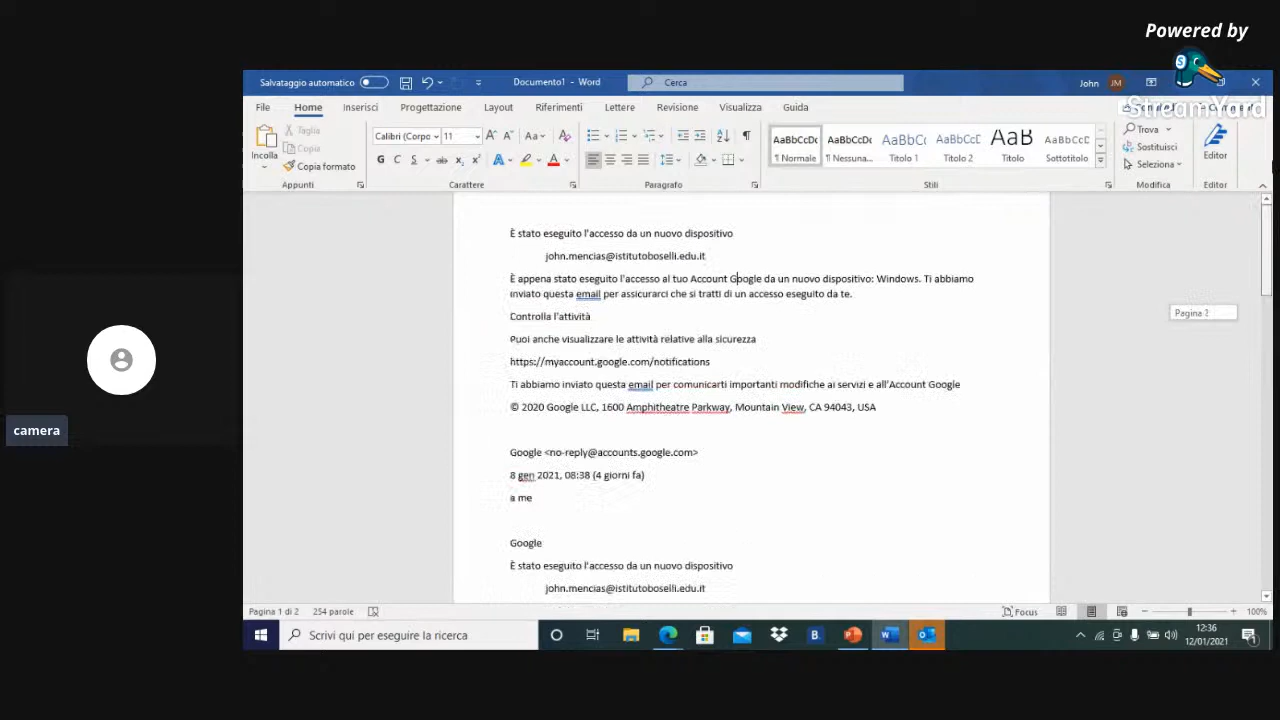 Powered by
StreamYard
Salvataggio automatico
Documento1 - Word
Cerca
John JM
File Home Inserisci Progettazione Layout Riferimenti Lettere Revisione Visualizza Guida
Incolla
Taglia
Copia
Copia formato
Calibri (Corpo 11
G C S ab x₂ x²
AaBbCcDc AaBbCcDc AaBbCc AaBbCcD AaB AaBbCcD
¶ Normale ¶ Nessuna... Titolo 1 Titolo 2 Titolo Sottotitolo
Trova
Sostituisci
Seleziona
Editor
Appunti Carattere Paragrafo Stili Modifica Editor
È stato eseguito l'accesso da un nuovo dispositivo
john.mencias@istitutoboselli.edu.it
È appena stato eseguito l'accesso al tuo Account Google da un nuovo dispositivo: Windows. Ti abbiamo
inviato questa email per assicurarci che si tratti di un accesso eseguito da te.
Controlla l'attività
Puoi anche visualizzare le attività relative alla sicurezza
https://myaccount.google.com/notifications
Ti abbiamo inviato questa email per comunicarti importanti modifiche ai servizi e all'Account Google
© 2020 Google LLC, 1600 Amphitheatre Parkway, Mountain View, CA 94043, USA
Google <no-reply@accounts.google.com>
8 gen 2021, 08:38 (4 giorni fa)
a me
Google
È stato eseguito l'accesso da un nuovo dispositivo
john.mencias@istitutoboselli.edu.it
Pagina 2
camera
Pagina 1 di 2 254 parole
Focus
100%
Scrivi qui per eseguire la ricerca
B.
12:36
12/01/2021